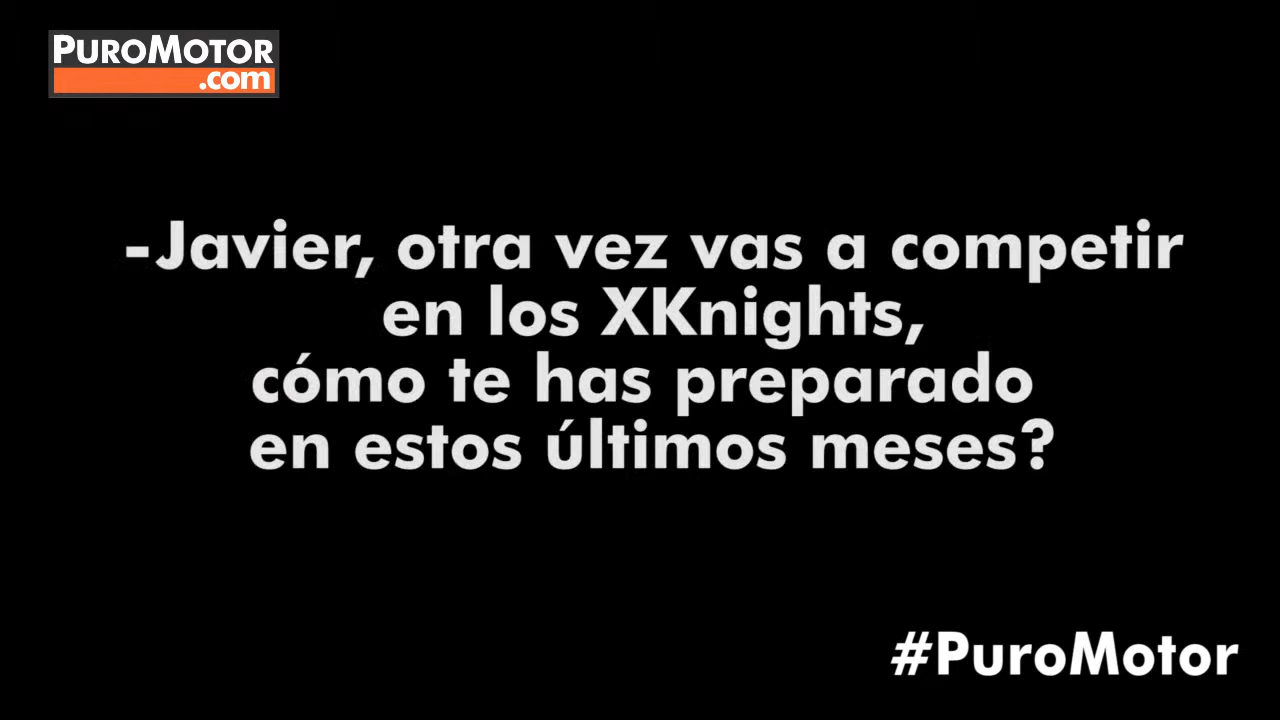 PUROMOTOR
.com
-Javier, otra vez vas a competir
en los XKnights,
cómo te has preparado
en estos últimos meses?
#PuroMotor